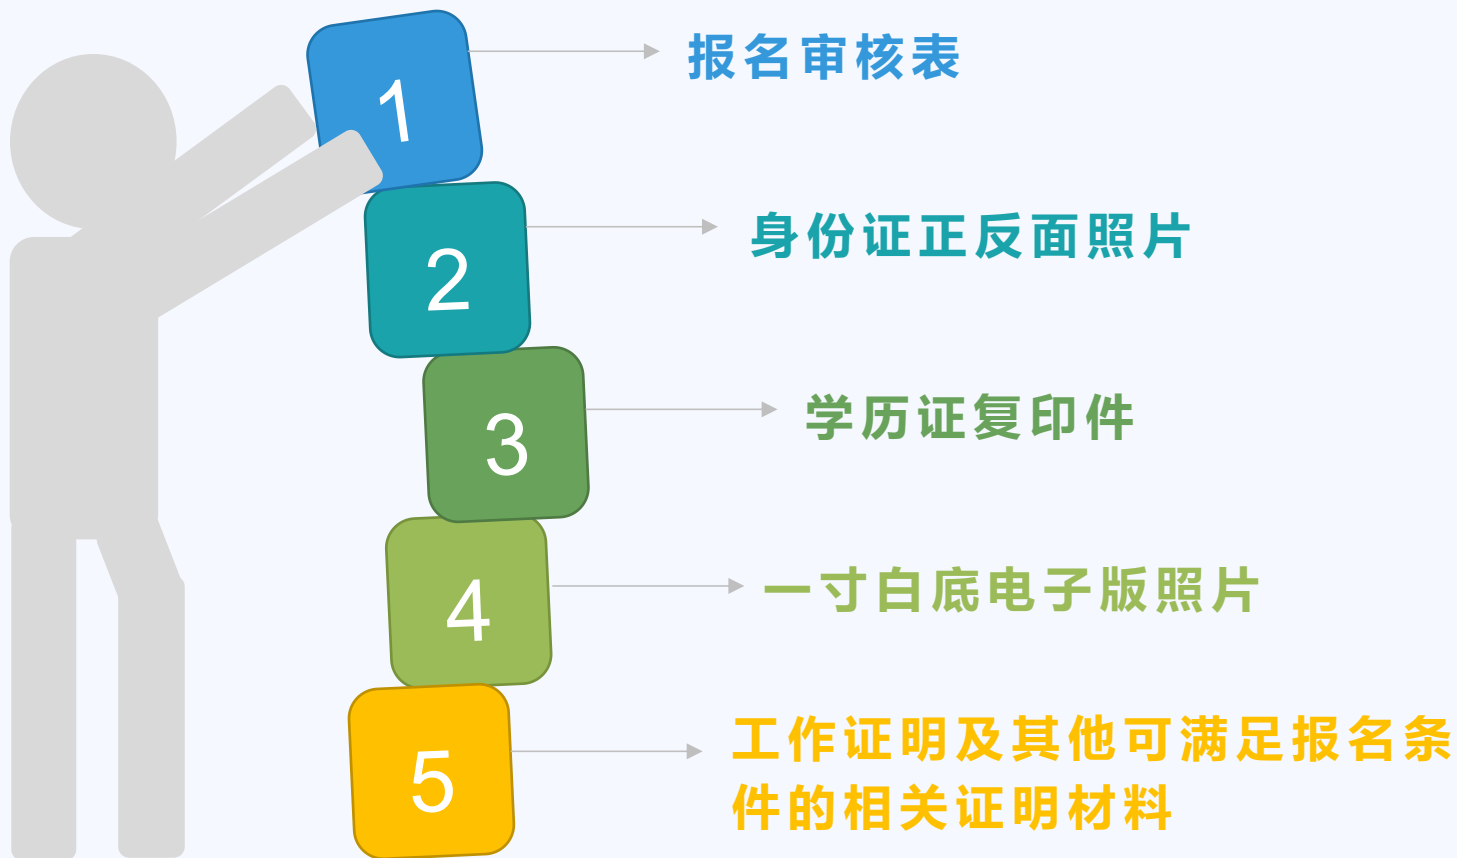 1
报名审核表
2
身份证正反面照片
3
学历证复印件
4
一寸白底电子版照片
5
工作证明及其他可满足报名条
件的相关证明材料